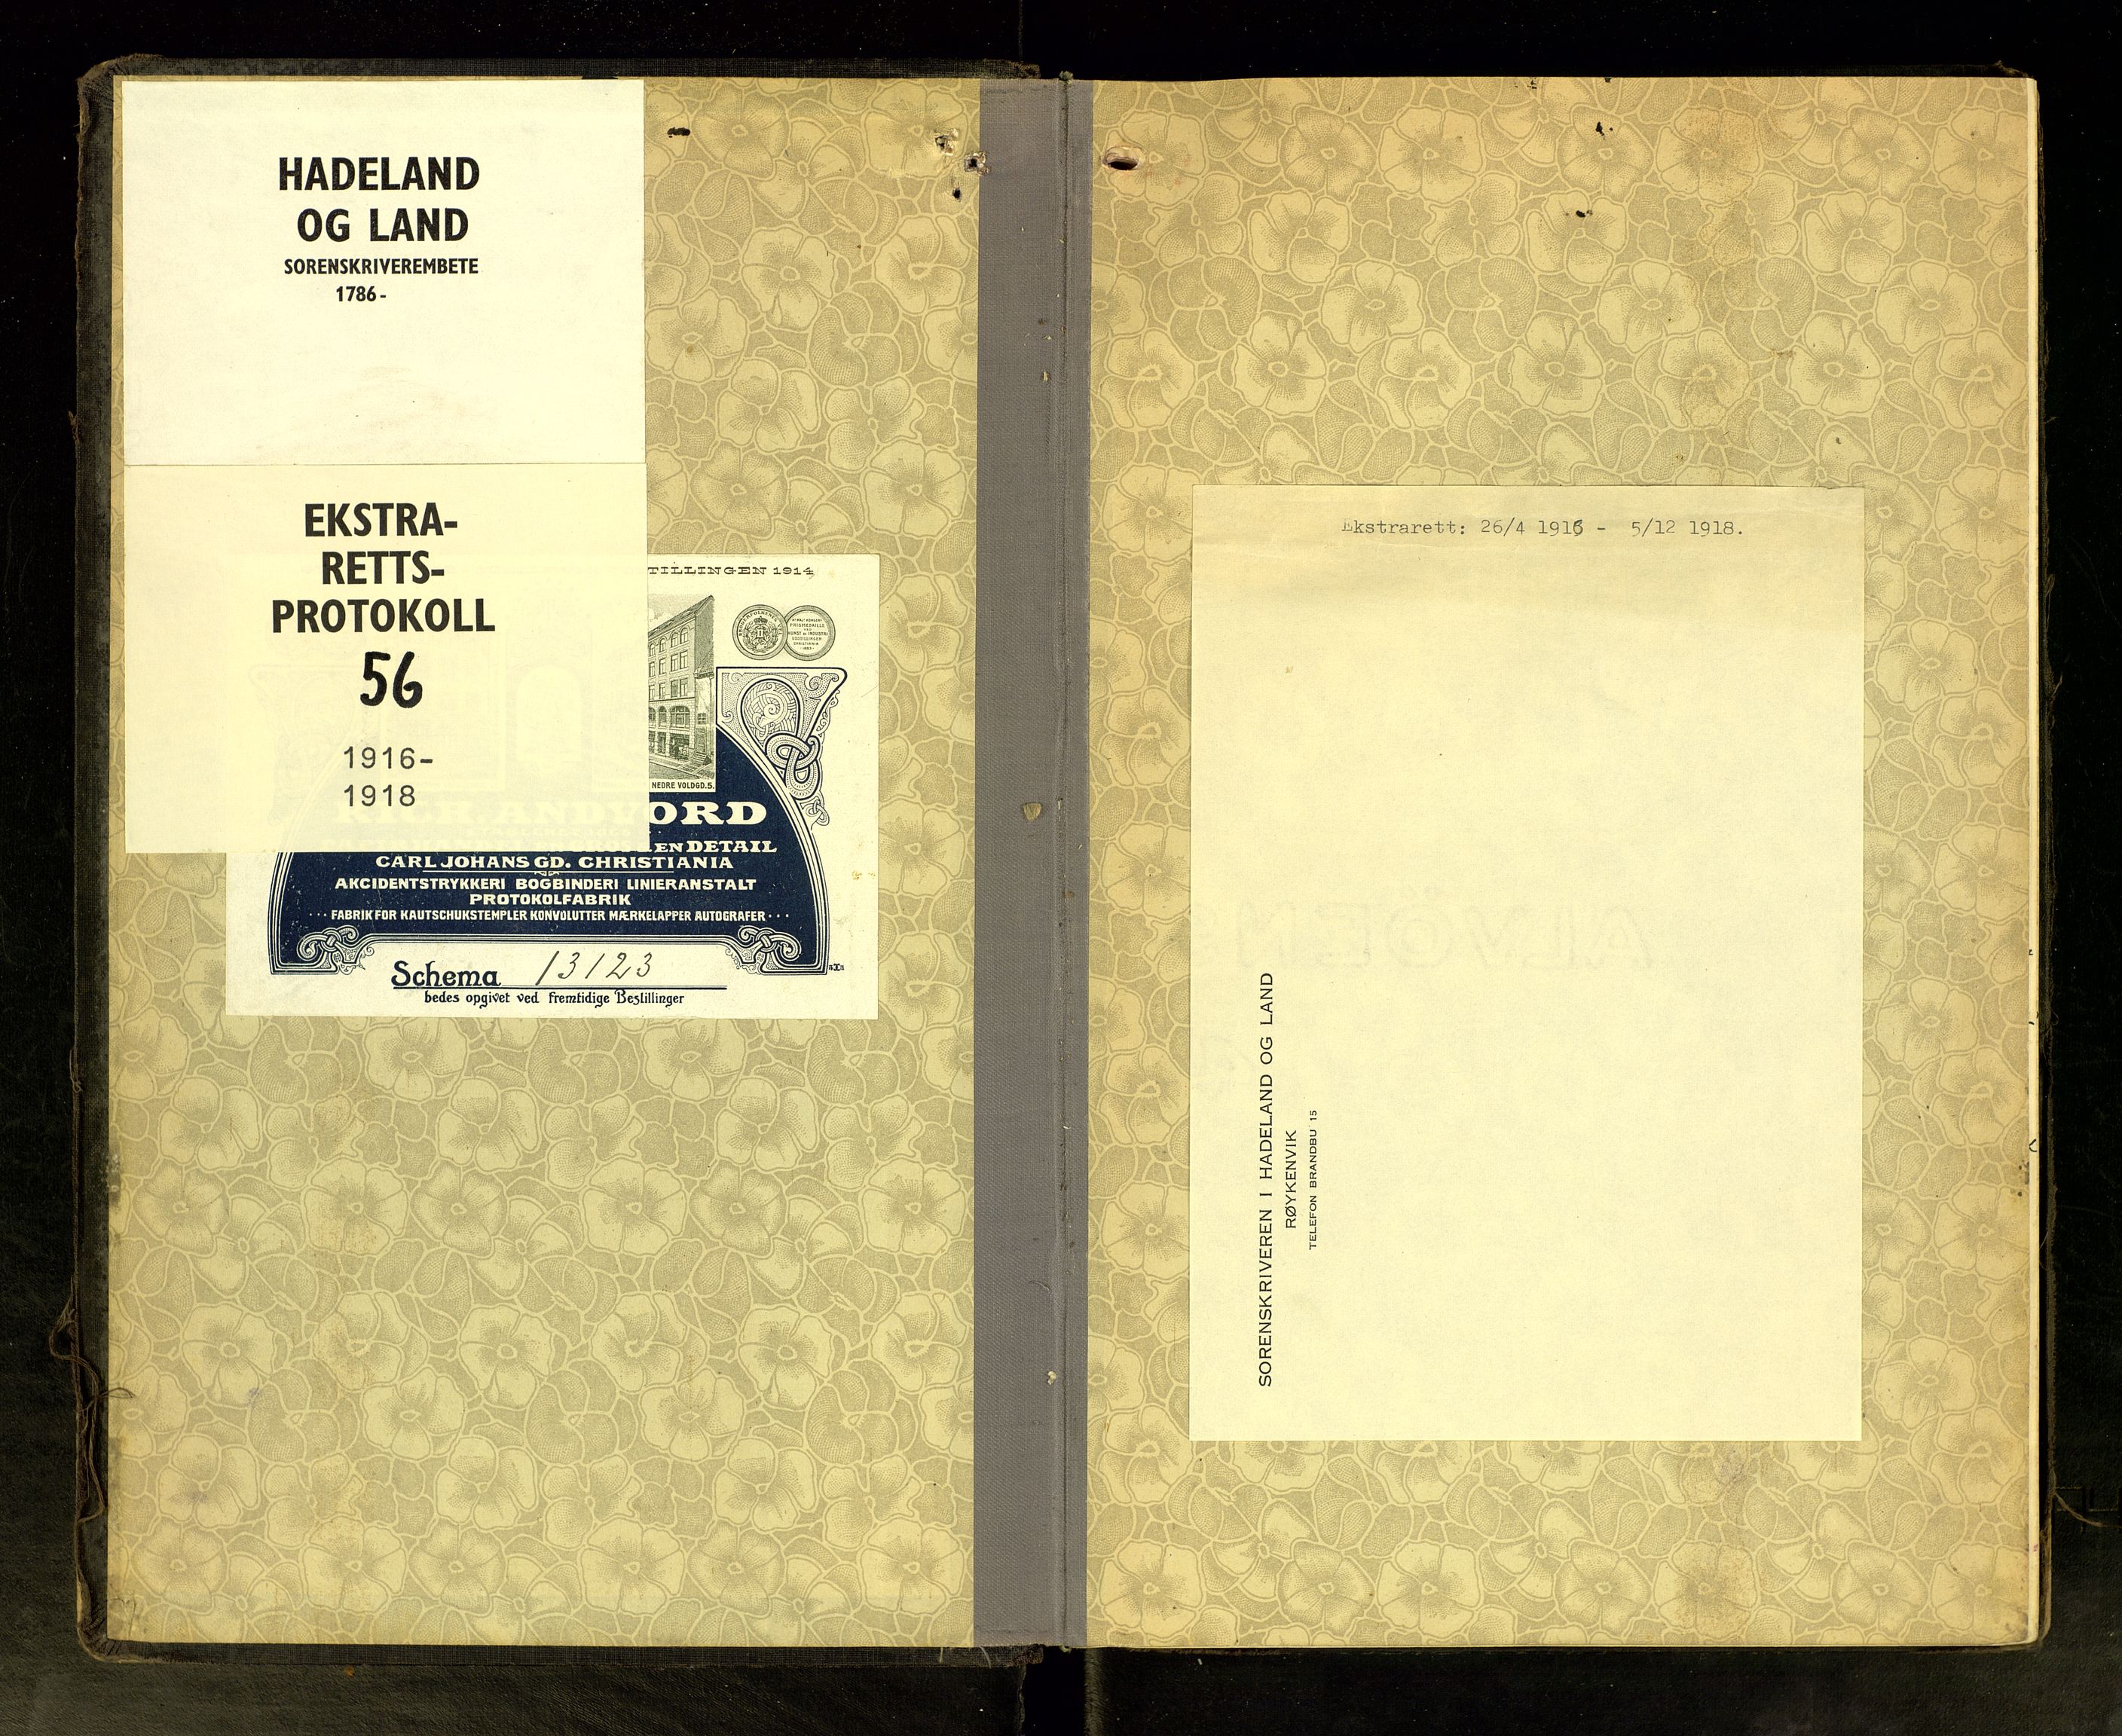 HADELAND
OG LAND
SORENSKRIVEREMBETE
1786-
EKSTRA-
RETTS-
PROTOKOLL
56
1916-
1918
TILLINGEN 1914
NEDRE VOLDGD.5.
RICH. ANDVORD
EN DETAIL
CARL JOHANS GD. CHRISTIANIA
AKCIDENTSTRYKKERI BOGBINDERI LINIERANSTALT
PROTOKOLFABRIK
··· FABRIK FOR KAUTSCHUKSTEMPLER KONVOLUTTER MÆRKELAPPER AUTOGRAFER ···
Schema 13123
bedes opgivet ved fremtidige Bestillinger
Ekstrarett: 26/4 1916 - 5/12 1918.
SORENSKRIVEREN I HADELAND OG LAND
RØYKENVIK
TELEFON BRANDBU 15